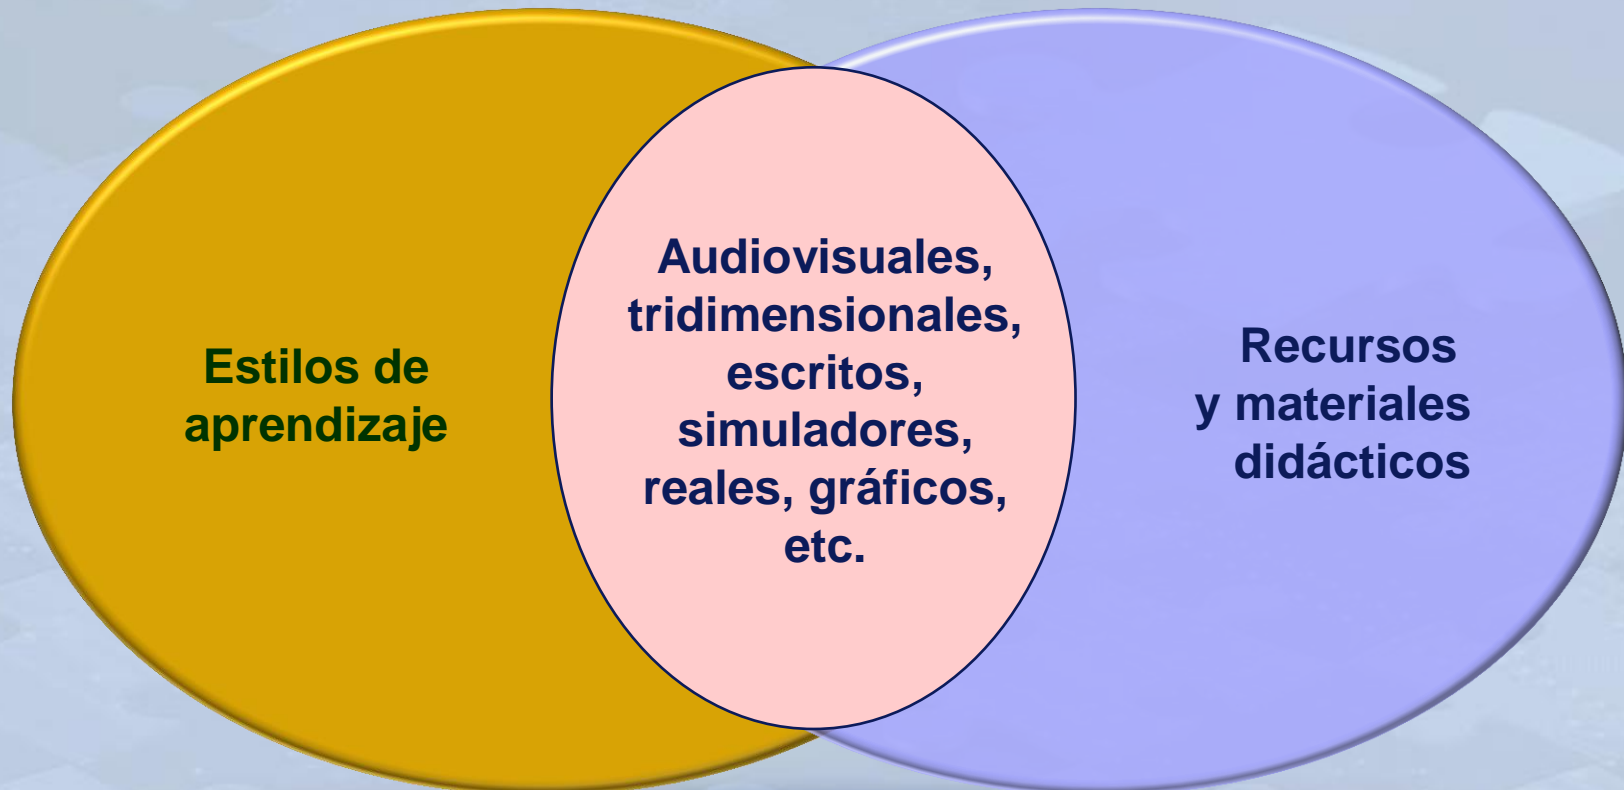 Estilos de
aprendizaje
Audiovisuales,
tridimensionales,
escritos,
simuladores,
reales, gráficos,
etc.
Recursos
y materiales
didácticos